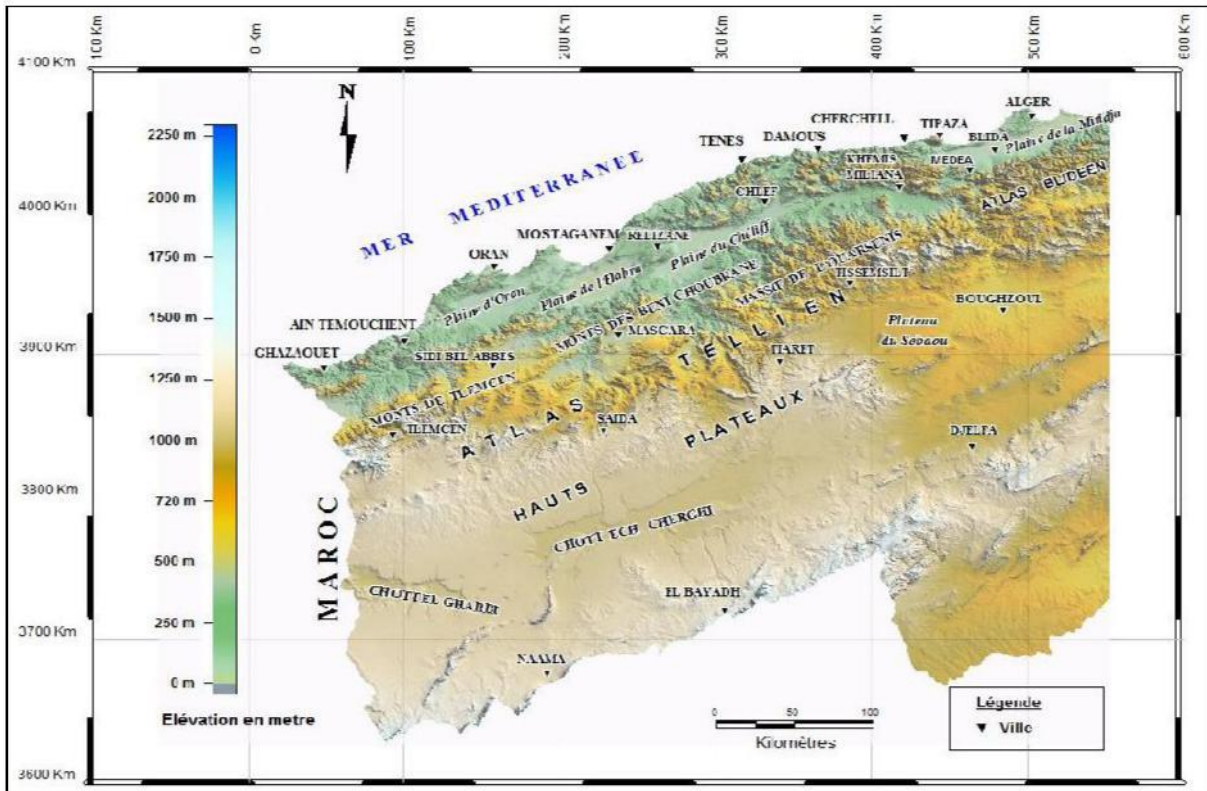 100 Km
0 Km
100 Km
200 Km
300 Km
400 Km
500 Km
600 Km
4100 Km
4000 Km
3900 Km
3800 Km
3700 Km
3600 Km
N
2250 m
2000 m
1750 m
1500 m
1250 m
1000 m
720 m
500 m
250 m
0 m
Elévation en metre
MER MEDITERRANEE
MAROC
ALGER
CHERCHELL
TIPAZA
TENES
DAMOUS
BLIDA
Plaine de la Mitidja
KHEMIS
MILIANA
MEDEA
CHLEF
ATLAS BLIDEEN
MOSTAGANEM
RELIZANE
Plaine du Cheliff
ORAN
Plaine de l'Habra
Plaine d'Oran
MASSIF DE L'OUARSENIS
TISSEMSILT
BOUGHZOUL
MONTS DES BENI CHOUGRANE
AIN TEMOUCHENT
MASCARA
Plateau
du Sersou
GHAZAOUET
SIDI BEL ABBES
TIARET
MONTS DE TLEMCEN
TLEMCEN
ATLAS TELLIEN
SAIDA
DJELFA
HAUTS PLATEAUX
CHOTT ECH CHERGUI
CHOTT EL GHARBI
EL BAYADH
NAAMA
0 50 100
Kilomètres
Légende
Ville